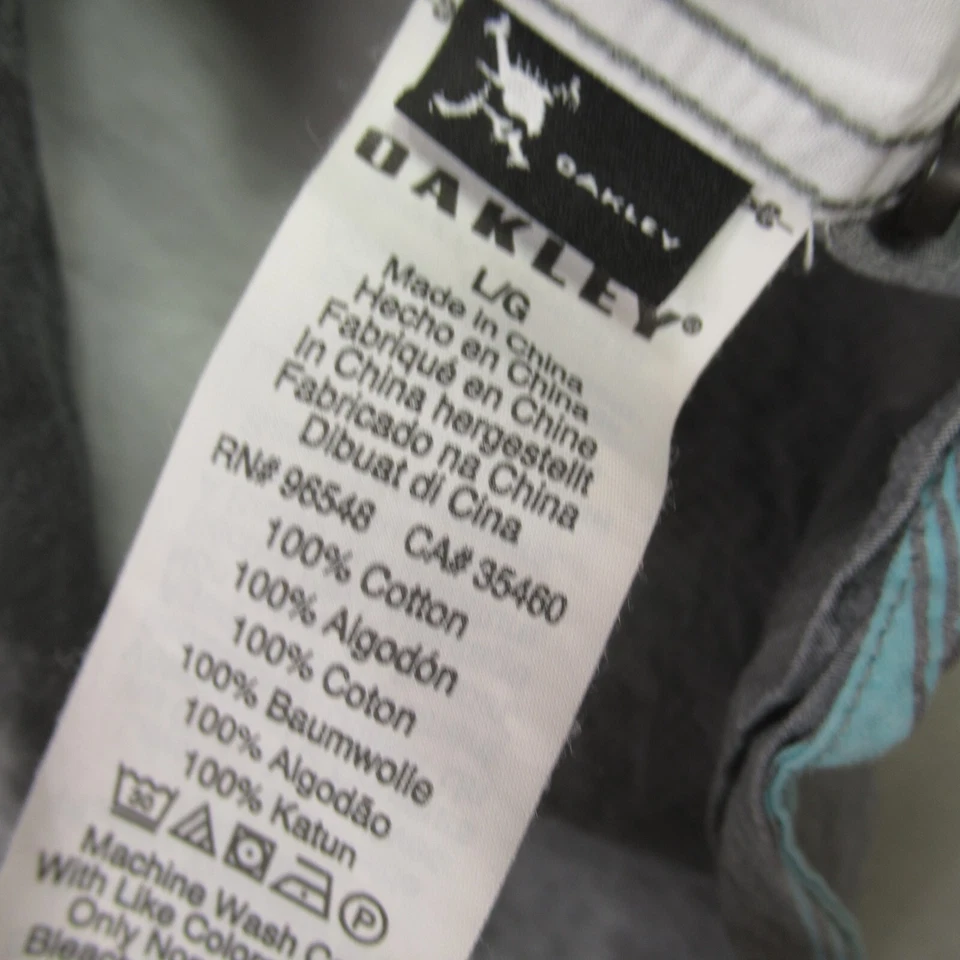 OAKLEY
OAKLEY®
L/G
Made In China
Hecho en China
Fabriqué en Chine
In China hergestellt
Fabricado na China
Dibuat di Cina
RN# 96548 CA# 35460
100% Cotton
100% Algodón
100% Coton
100% Baumwolle
100% Algodão
100% Katun
30
P
Machine Wash
With Like
Only